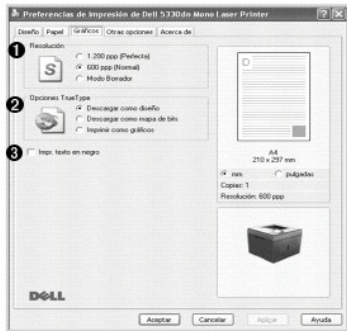 Preferencias de impresión de Dell 5330dn Mono Laser Printer
Diseño Papel Gráficos Otras opciones Acerca de
1 Resolución
1.200 ppp (Perfecta)
600 ppp (Normal)
Modo Borrador
2 Opciones TrueType
Descargar como diseño
Descargar como mapa de bits
Imprimir como gráficos
3 Impr. texto en negro
A4
210 x 297 mm
mm pulgadas
Copias: 1
Resolución: 600 ppp
DELL
Aceptar Cancelar Aplicar Ayuda